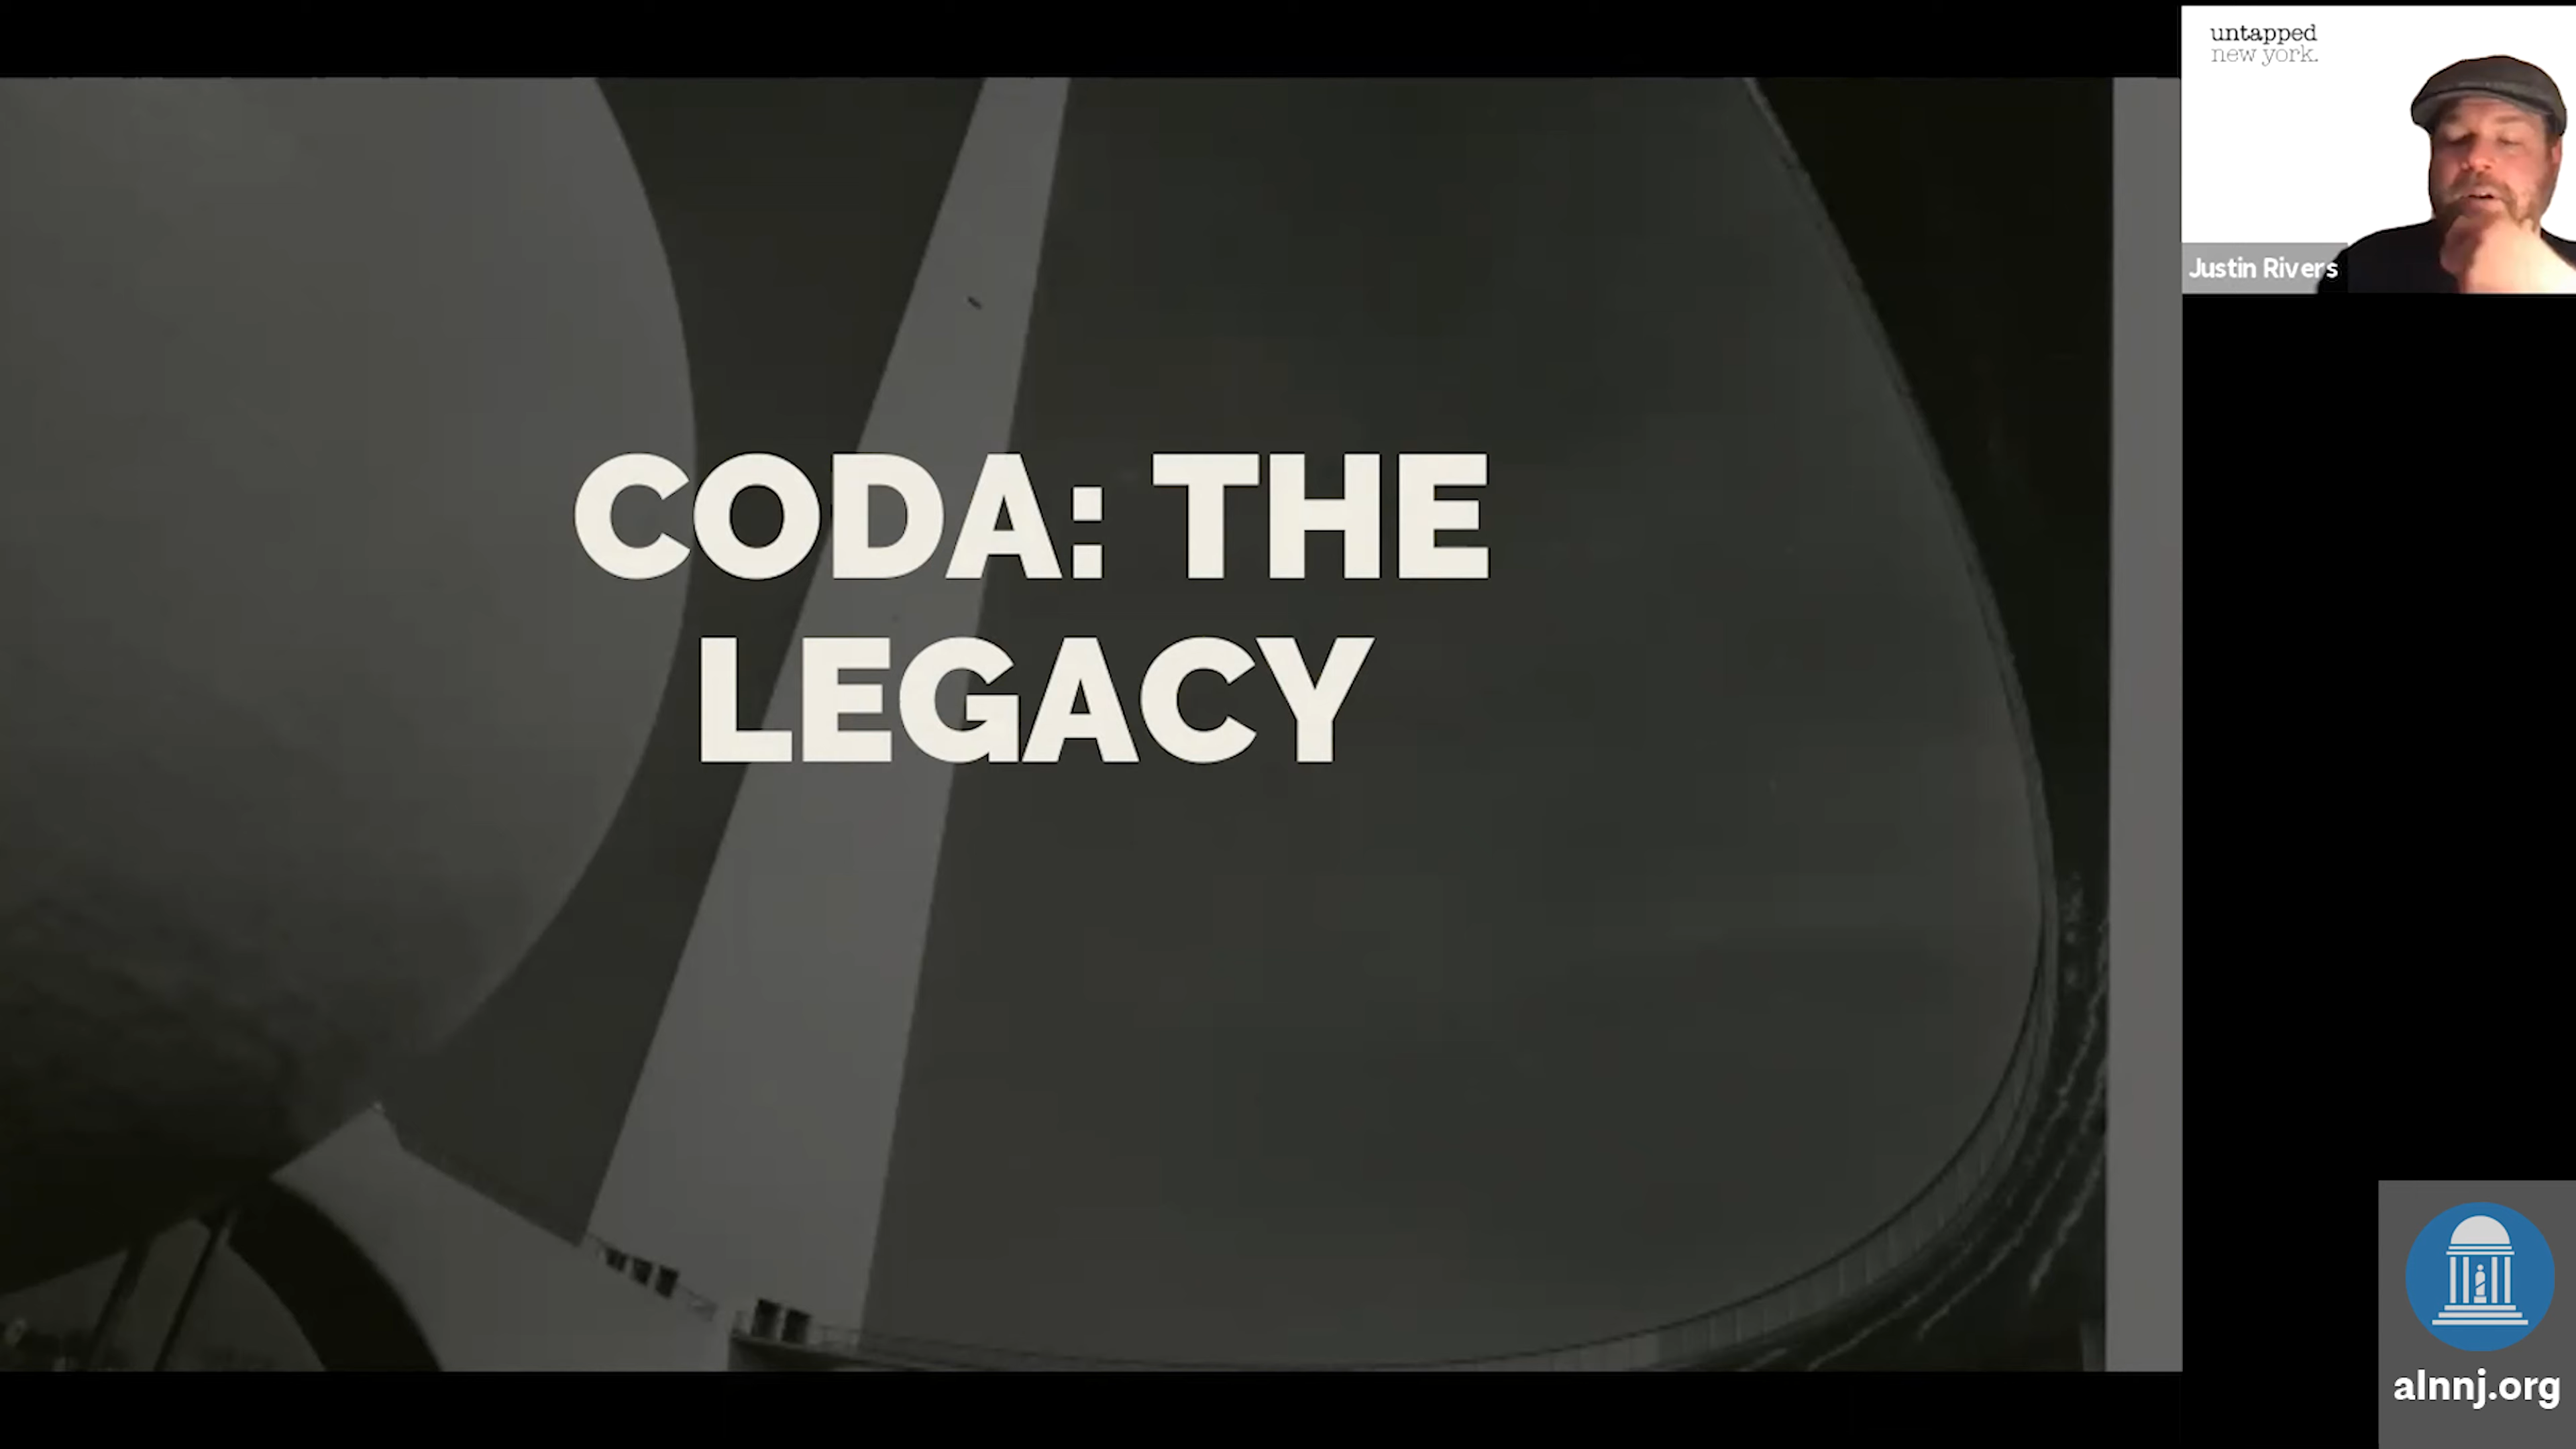 CODA: THE
LEGACY
untapped
new york.
Justin Rivers
alnnj.org